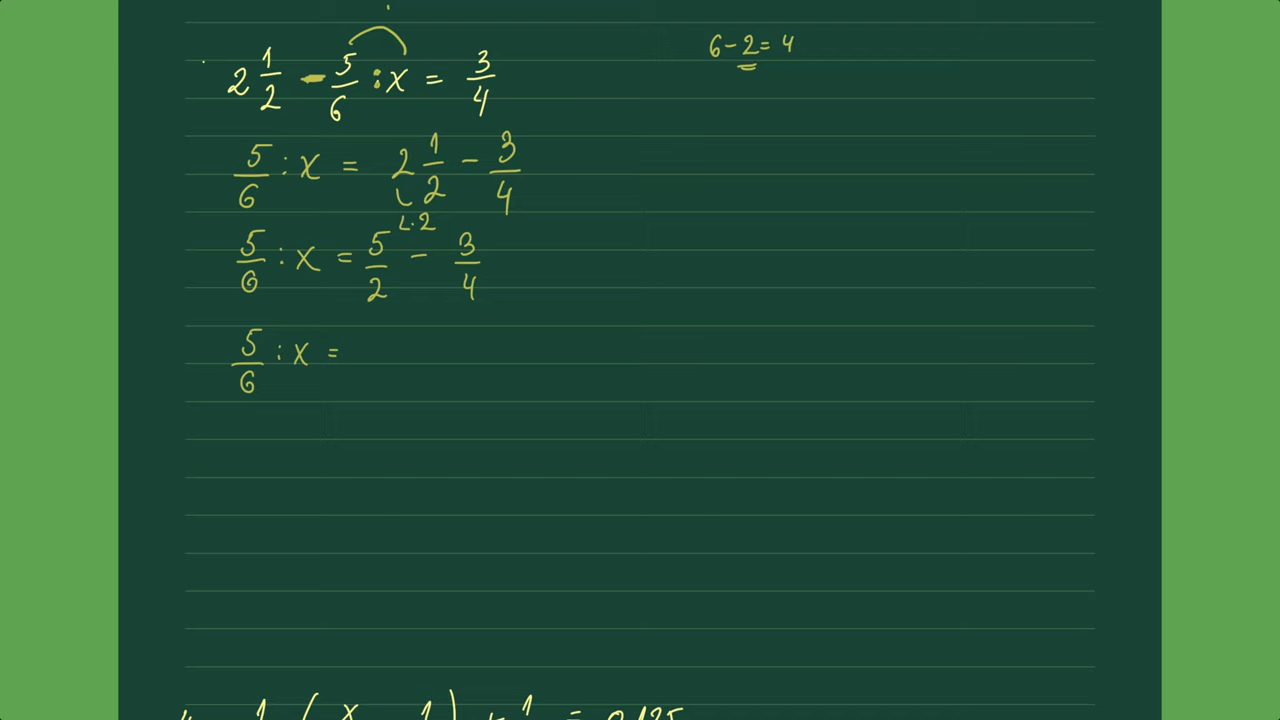 2 1/2 - 5/6 : x = 3/4
6 - 2 = 4
5/6 : x = 2 1/2 - 3/4
5/6 : x = 5/2 ⌞·2 - 3/4
5/6 : x =